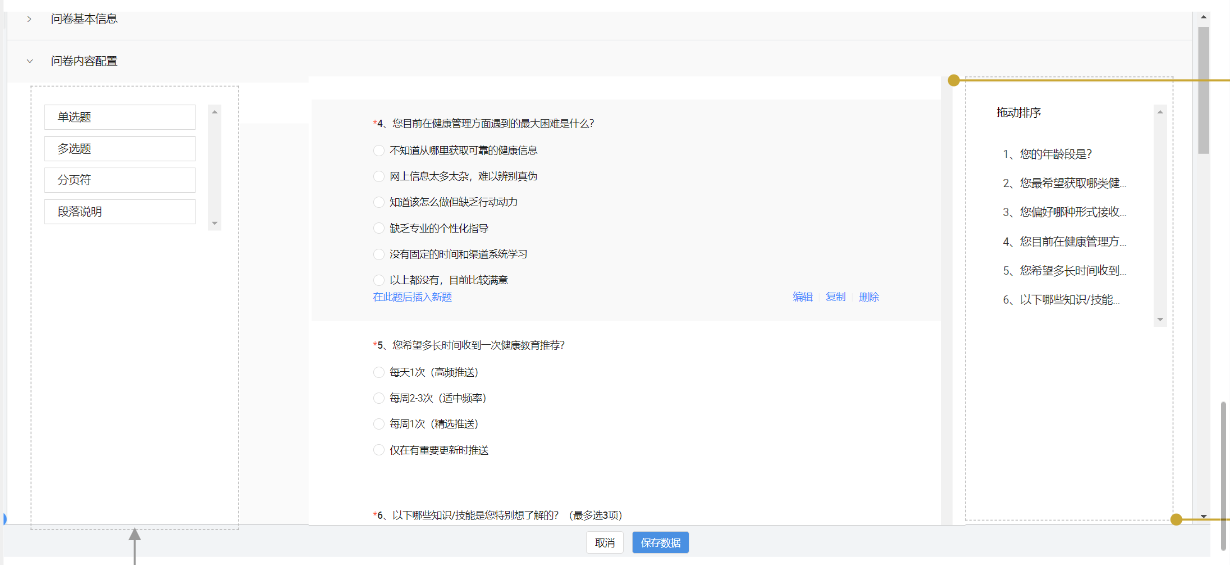 问卷基本信息
问卷内容配置
单选题
多选题
分页符
段落说明
*4、您目前在健康管理方面遇到的最大困难是什么?
不知道从哪里获取可靠的健康信息
网上信息太多太杂，难以辨别真伪
知道该怎么做但缺乏行动动力
缺乏专业的个性化指导
没有固定的时间和渠道系统学习
以上都没有，目前比较满意
在此题后插入新题
编辑 复制 删除
*5、您希望多长时间收到一次健康教育推荐?
每天1次（高频推送）
每周2-3次（适中频率）
每周1次（精选推送）
仅在有重要更新时推送
*6、以下哪些知识/技能是您特别想了解的？（最多选3项）
拖动排序
1、您的年龄段是?
2、您最希望获取哪类健...
3、您偏好哪种形式接收...
4、您目前在健康管理方...
5、您希望多长时间收到...
6、以下哪些知识/技能...
取消 保存数据